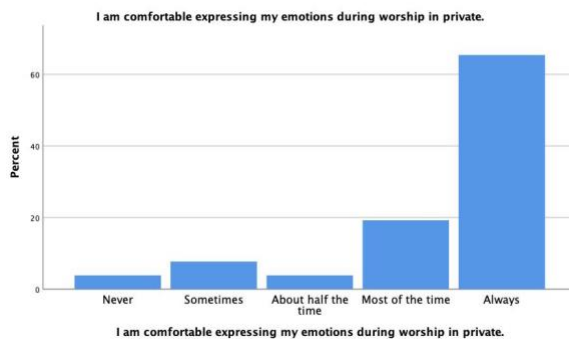 I am comfortable expressing my emotions during worship in private.
60
40
20
0
Percent
Never
Sometimes
About half the
time
Most of the time
Always
I am comfortable expressing my emotions during worship in private.